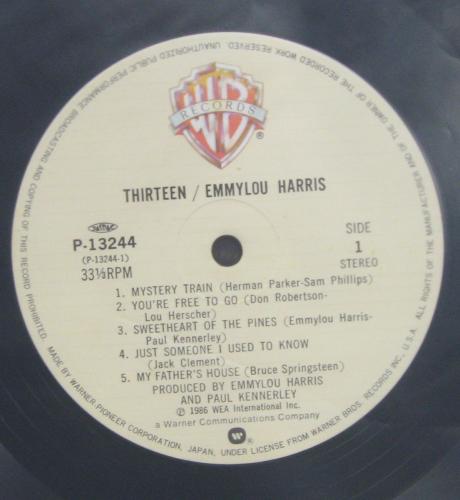 WB
RECORDS
®
THIRTEEN / EMMYLOU HARRIS
P-13244
(P-13244-1)
33⅓RPM
SIDE
1
STEREO
1. MYSTERY TRAIN (Herman Parker-Sam Phillips)
2. YOU'RE FREE TO GO (Don Robertson-
Lou Herscher)
3. SWEETHEART OF THE PINES (Emmylou Harris-
Paul Kennerley)
4. JUST SOMEONE I USED TO KNOW
(Jack Clement)
5. MY FATHER'S HOUSE (Bruce Springsteen)
PRODUCED BY EMMYLOU HARRIS
AND PAUL KENNERLEY
℗ 1986 WEA International Inc.
a Warner Communications Company
®
MADE BY WARNER-PIONEER CORPORATION, JAPAN, UNDER LICENSE FROM WARNER BROS. RECORDS INC., U.S.A. ALL RIGHTS OF THE MANUFACTURER AND OF THE OWNER OF THE RECORDED WORK RESERVED. UNAUTHORIZED PUBLIC PERFORMANCE BROADCASTING AND COPYING OF THIS RECORD PROHIBITED.